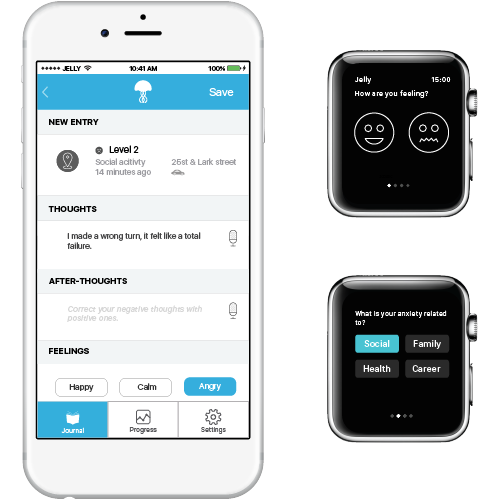 JELLY
10:41 AM
100%
Save
NEW ENTRY
Level 2
Social acitivty
14 minutes ago
25st & Lark street
THOUGHTS
I made a wrong turn, it felt like a total
failure.
AFTER-THOUGHTS
Correct your negative thoughts with
positive ones.
FEELINGS
Happy
Calm
Angry
Journal
Progress
Settings
Jelly
15:00
How are you feeling?
What is your anxiety related
to?
Social
Family
Health
Career